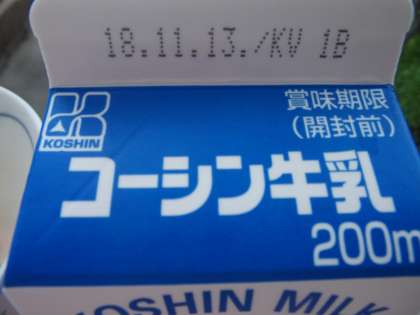 18.11.13./KV 1B
賞味期限
(開封前)
KOSHIN
コーシン牛乳
200m
KOSHIN MILK